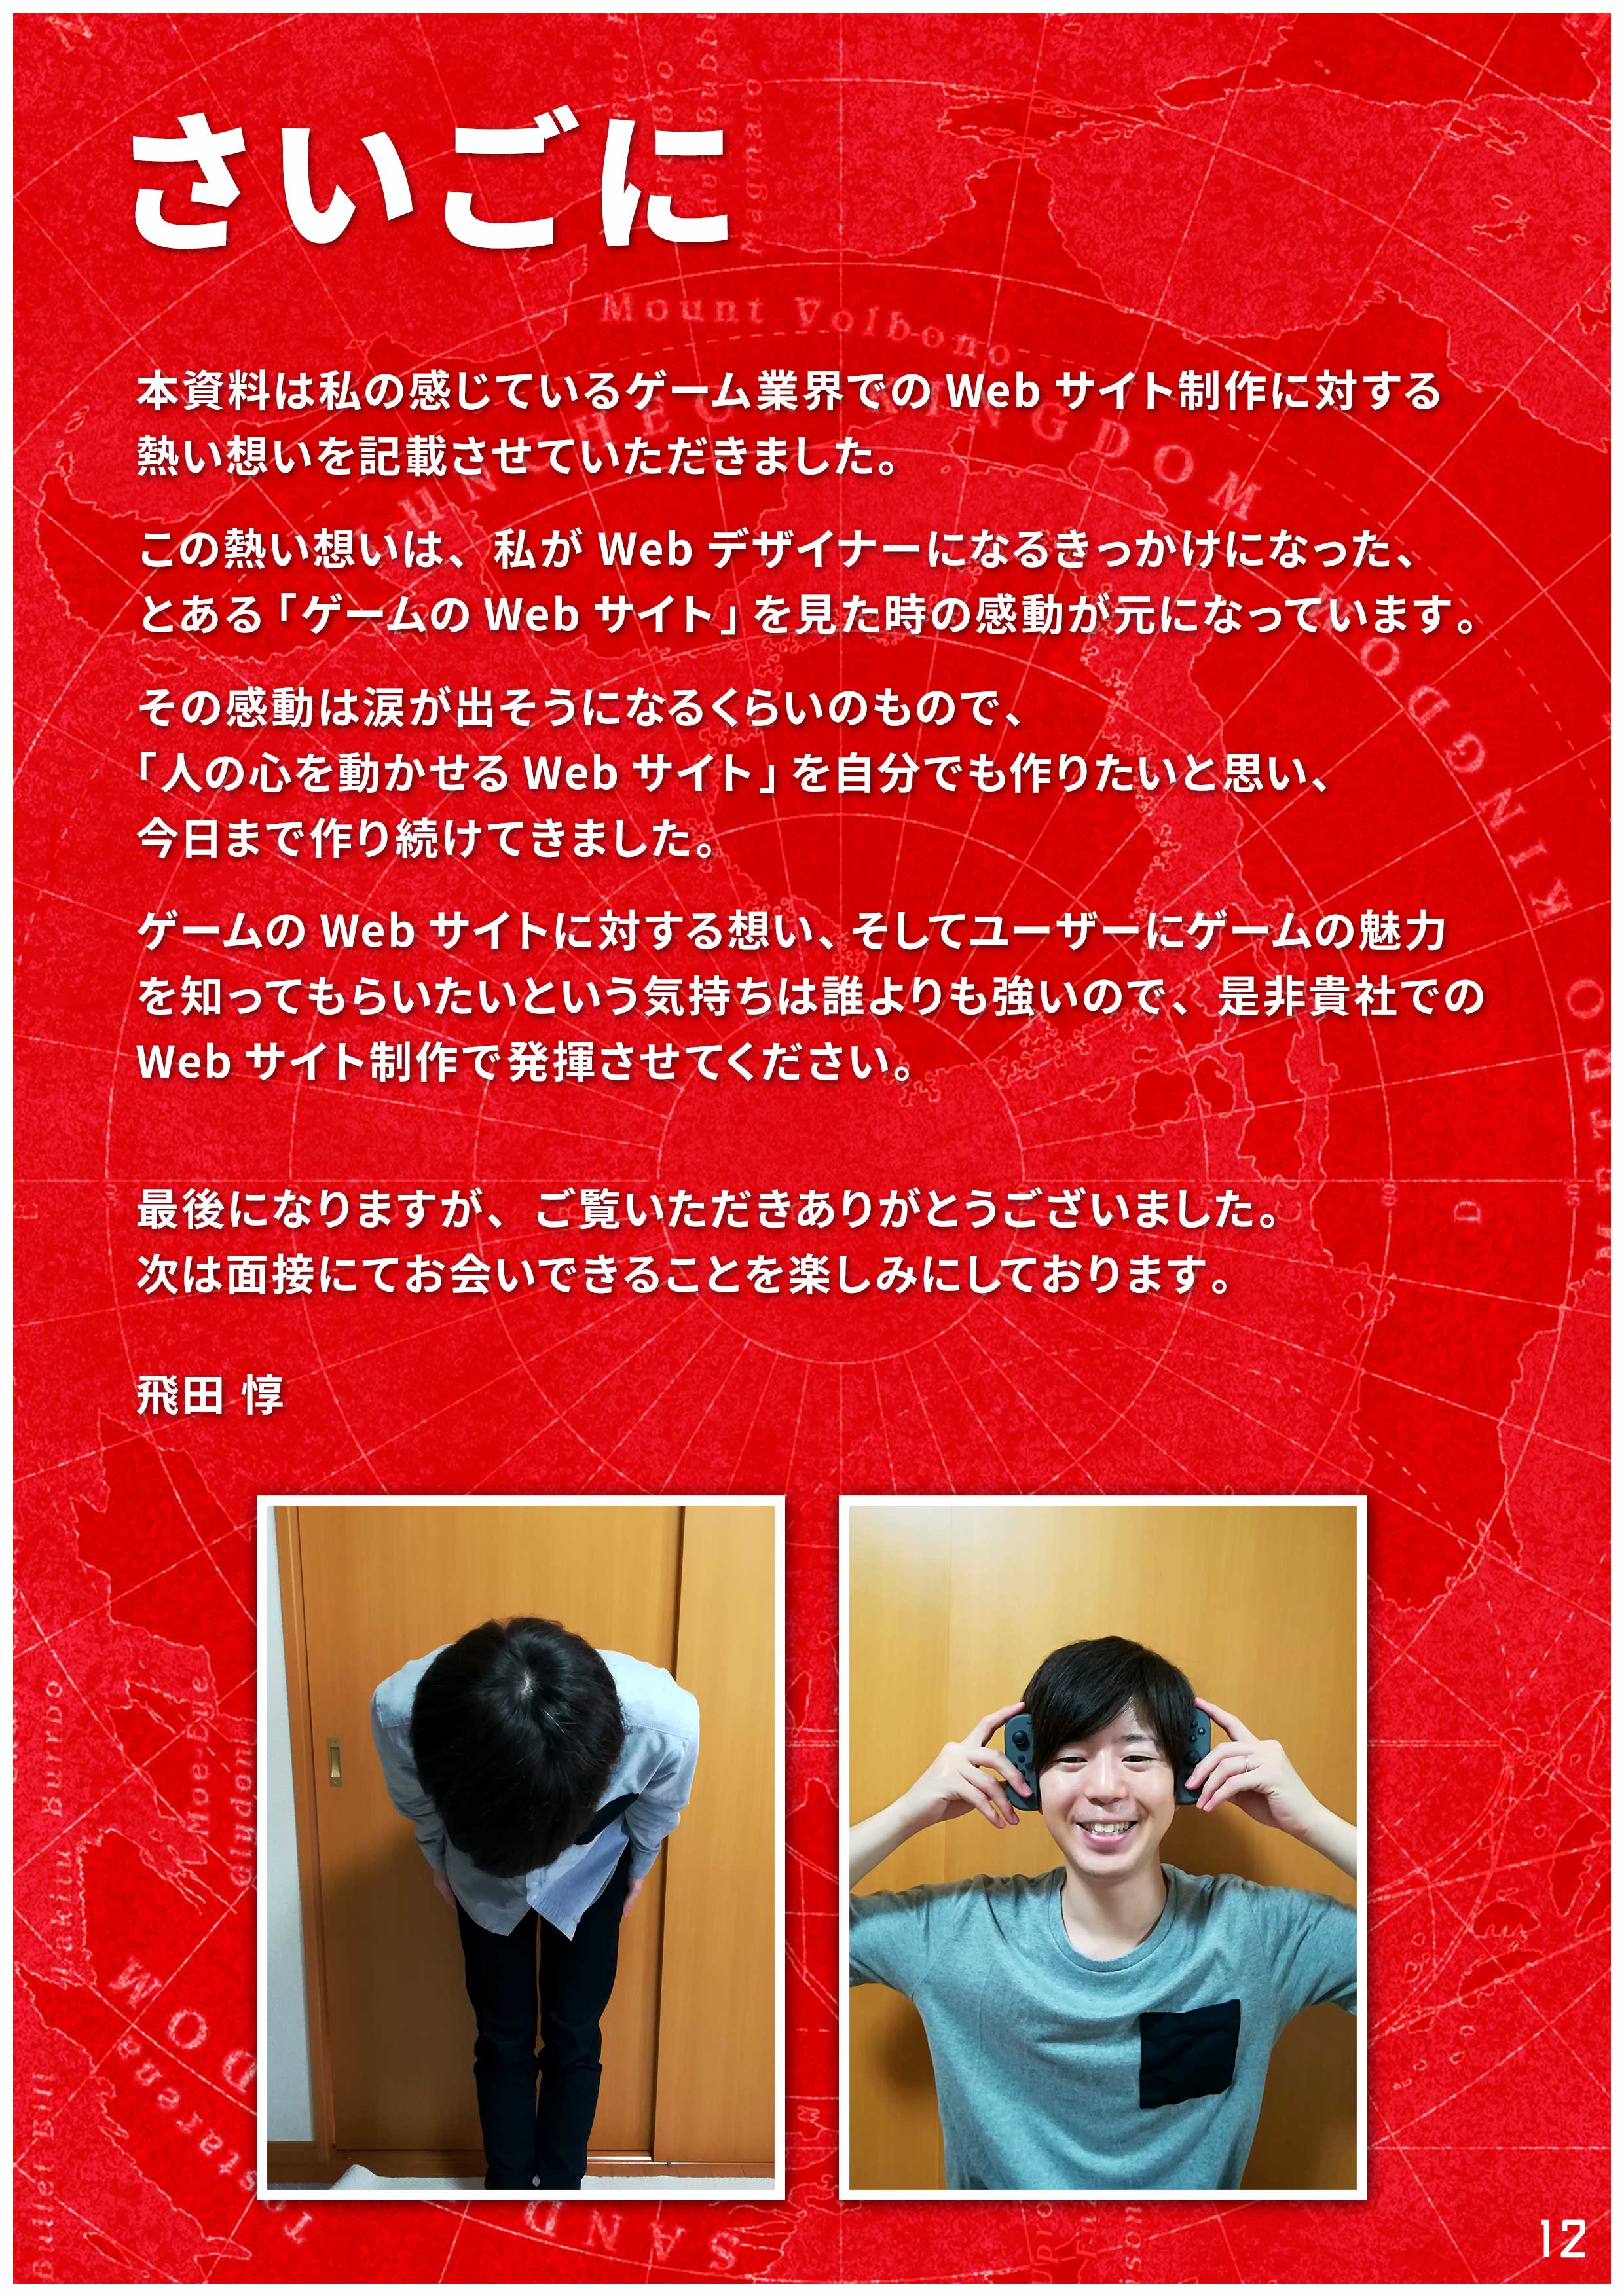 さいごに
本資料は私の感じているゲーム業界での Web サイト制作に対する
熱い想いを記載させていただきました。
この熱い想いは、私が Web デザイナーになるきっかけになった、
とある「ゲームの Web サイト」を見た時の感動が元になっています。
その感動は涙が出そうになるくらいのもので、
「人の心を動かせる Web サイト」を自分でも作りたいと思い、
今日まで作り続けてきました。
ゲームの Web サイトに対する想い、そしてユーザーにゲームの魅力
を知ってもらいたいという気持ちは誰よりも強いので、是非貴社での
Web サイト制作で発揮させてください。
最後になりますが、ご覧いただきありがとうございました。
次は面接にてお会いできることを楽しみにしております。
飛田 惇
Mount Volbono
KINGDOM
Moe-Eye
SAND
12